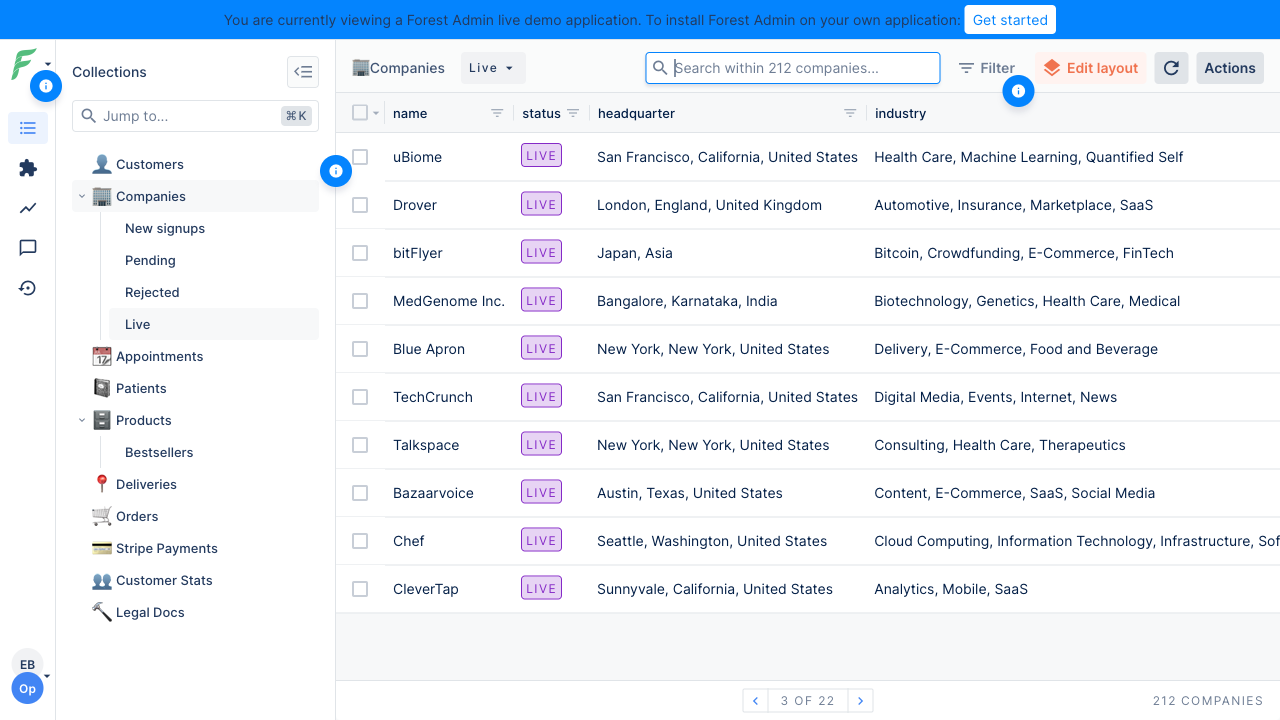 You are currently viewing a Forest Admin live demo application. To install Forest Admin on your own application: Get started
Collections
Jump to... ⌘K
Customers
Companies
New signups
Pending
Rejected
Live
Appointments
Patients
Products
Bestsellers
Deliveries
Orders
Stripe Payments
Customer Stats
Legal Docs
EB
Op
Companies Live Search within 212 companies... Filter Edit layout Actions
name status headquarter industry
uBiome LIVE San Francisco, California, United States Health Care, Machine Learning, Quantified Self
Drover LIVE London, England, United Kingdom Automotive, Insurance, Marketplace, SaaS
bitFlyer LIVE Japan, Asia Bitcoin, Crowdfunding, E-Commerce, FinTech
MedGenome Inc. LIVE Bangalore, Karnataka, India Biotechnology, Genetics, Health Care, Medical
Blue Apron LIVE New York, New York, United States Delivery, E-Commerce, Food and Beverage
TechCrunch LIVE San Francisco, California, United States Digital Media, Events, Internet, News
Talkspace LIVE New York, New York, United States Consulting, Health Care, Therapeutics
Bazaarvoice LIVE Austin, Texas, United States Content, E-Commerce, SaaS, Social Media
Chef LIVE Seattle, Washington, United States Cloud Computing, Information Technology, Infrastructure, Sof
CleverTap LIVE Sunnyvale, California, United States Analytics, Mobile, SaaS
3 OF 22
212 COMPANIES